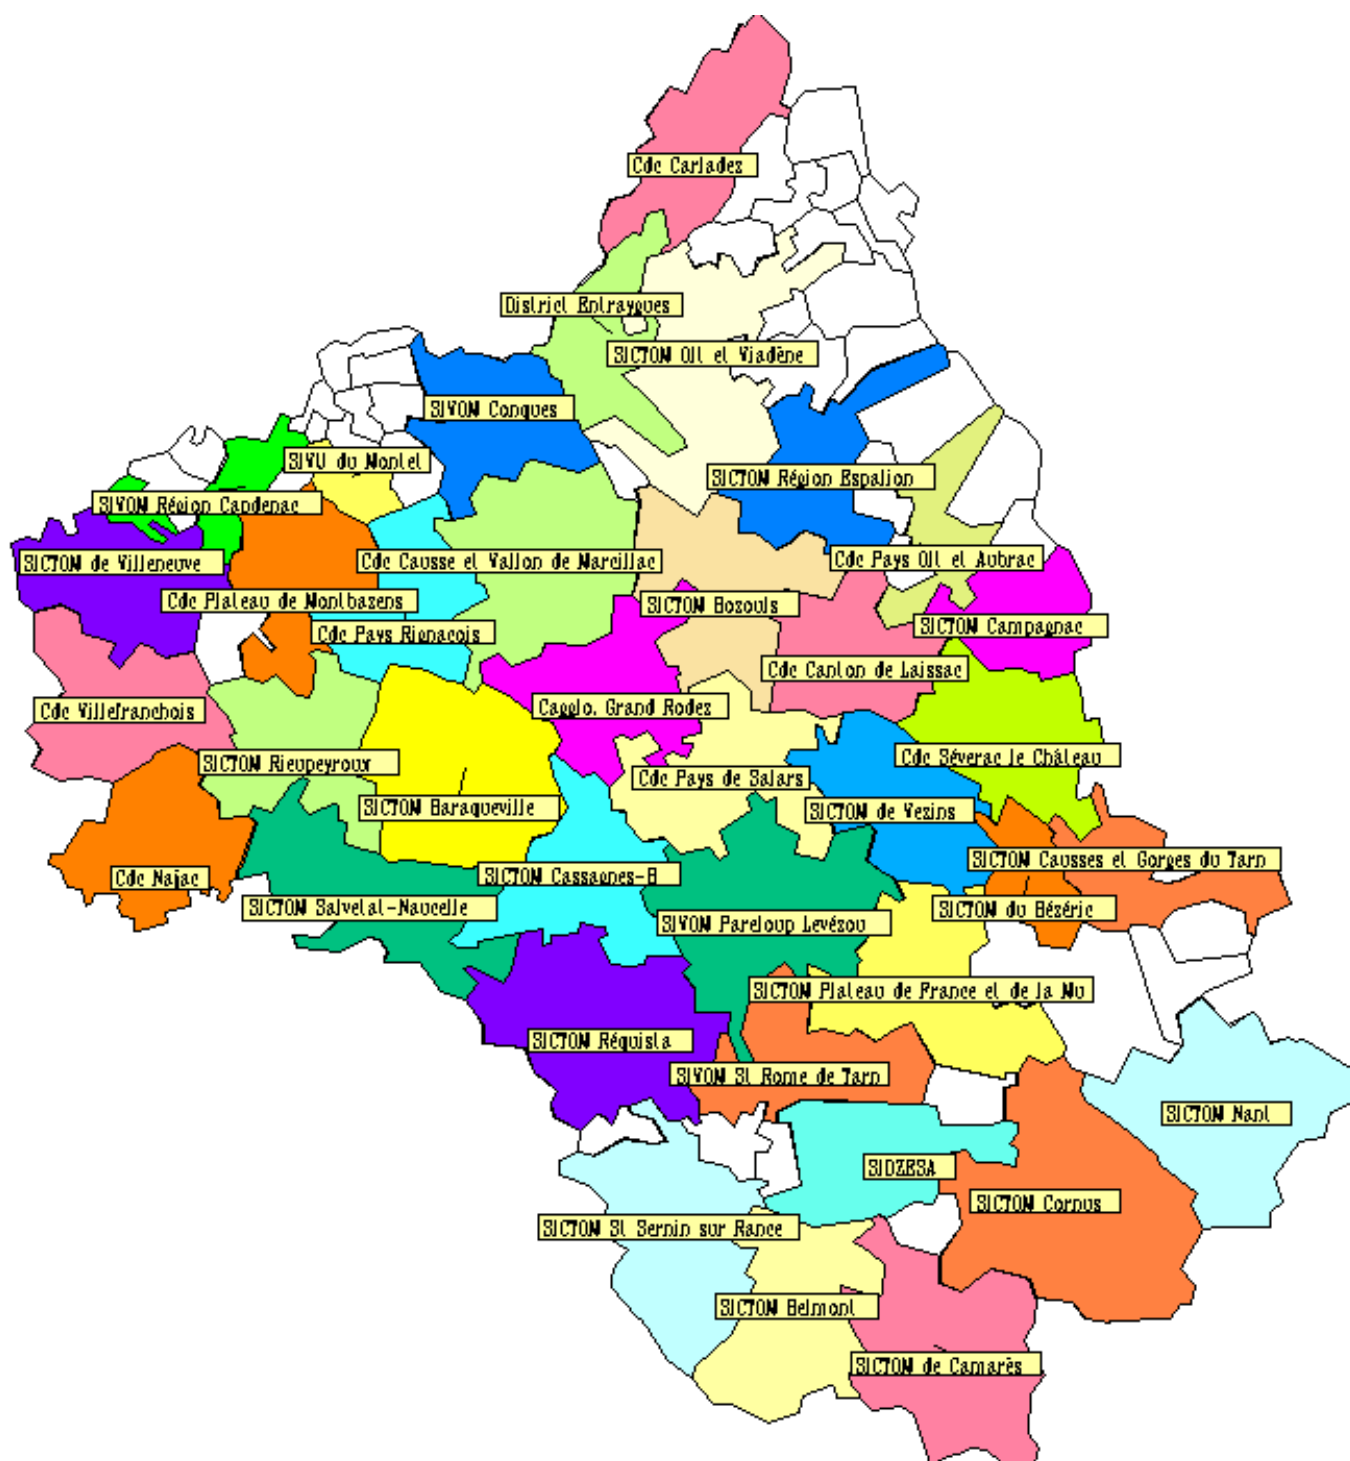 Cdc Carladez
District Entraygues
SICTOM Olt et Viadène
SIVOM Conques
SIVU du Montet
SICTOM Région Espalion
SIVOM Région Capdenac
SICTOM de Villeneuve
Cdc Causse et Vallon de Marcillac
Cdc Pays Olt et Aubrac
Cdc Plateau de Montbazens
SICTOM Bozouls
SICTOM Campagnac
Cdc Pays Rignacois
Cdc Canton de Laissac
Cdc Villefranchois
Cagglo. Grand Rodez
SICTOM Rieupeyroux
Cdc Séverac le Château
Cdc Pays de Salars
SICTOM Baraqueville
SICTOM de Vezins
SICTOM Causses et Gorges du Tarn
Cdc Najac
SICTOM Cassagnes-B
SICTOM Salvetat-Naucelle
SICTOM du Bézéric
SIVOM Pareloup Levézou
SICTOM Plateau de France et de la Mu
SICTOM Réquista
SIVOM St Rome de Tarn
SICTOM Nant
SIDZESA
SICTOM Cornus
SICTOM St Sernin sur Rance
SICTOM Belmont
SICTOM de Camarès